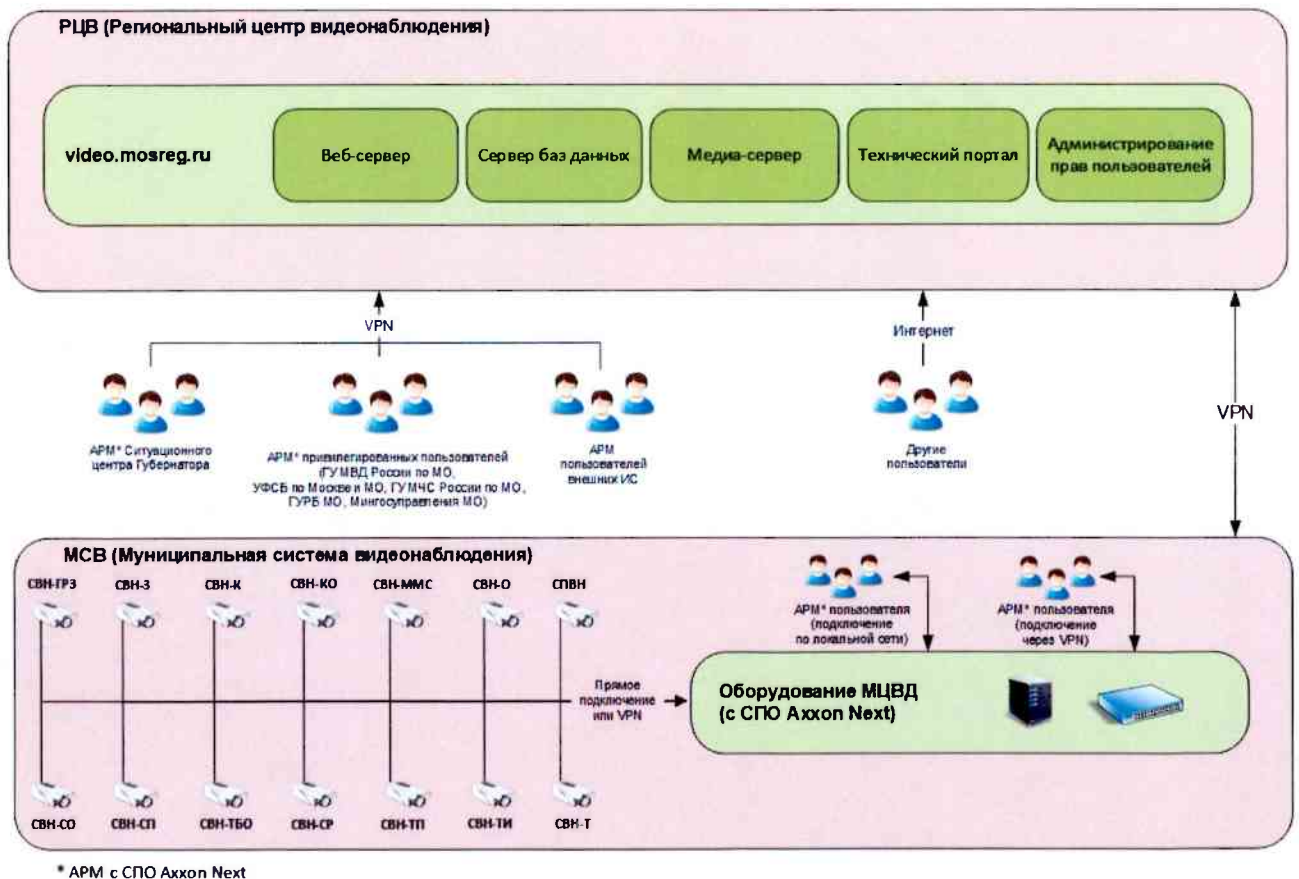 РЦВ (Региональный центр видеонаблюдения)
video.mosreg.ru
Веб-сервер
Сервер баз данных
Медиа-сервер
Технический портал
Администрирование
прав пользователей
VPN
Интернет
VPN
АРМ* Ситуационного
центра Губернатора
АРМ* привилегированных пользователей
(ГУ МВД России по МО,
УФСБ по Москве и МО, ГУ МЧС России по МО,
ГУРБ МО, Мингосуправления МО)
АРМ
пользователей
внешних ИС
Другие
пользователи
МСВ (Муниципальная система видеонаблюдения)
СВН-ГРЗ
СВН-З
СВН-К
СВН-КО
СВН-ММС
СВН-О
СПВН
АРМ* пользователя
(подключение
по локальной сети)
АРМ* пользователя
(подключение
через VPN)
Прямое
подключение
или VPN
Оборудование МЦВД
(с СПО Axxon Next)
СВН-СО
СВН-СП
СВН-ТБО
СВН-СР
СВН-ТП
СВН-ТИ
СВН-Т
* АРМ с СПО Axxon Next